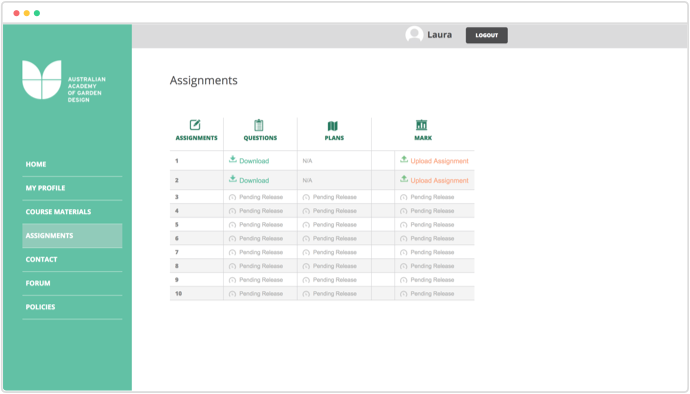 Laura LOGOUT
AUSTRALIAN
ACADEMY
OF GARDEN
DESIGN
Assignments
HOME
MY PROFILE
COURSE MATERIALS
ASSIGNMENTS
CONTACT
FORUM
POLICIES
ASSIGNMENTS QUESTIONS PLANS MARK
1 Download N/A Upload Assignment
2 Download N/A Upload Assignment
3 Pending Release Pending Release Pending Release
4 Pending Release Pending Release Pending Release
5 Pending Release Pending Release Pending Release
6 Pending Release Pending Release Pending Release
7 Pending Release Pending Release Pending Release
8 Pending Release Pending Release Pending Release
9 Pending Release Pending Release Pending Release
10 Pending Release Pending Release Pending Release